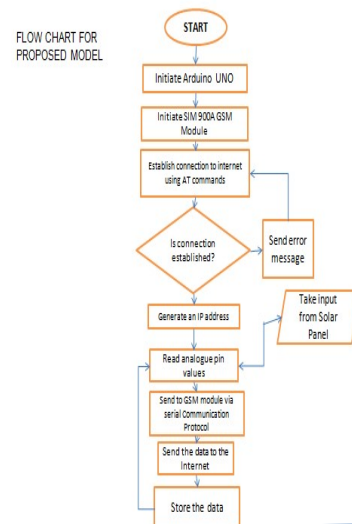 FLOW CHART FOR
PROPOSED MODEL
START
Initiate Arduino UNO
Initiate SIM 900A GSM
Module
Establish connection to internet
using AT commands
Is connection
established?
Send error
message
Generate an IP address
Take input
from Solar
Panel
Read analogue pin
values
Send to GSM module via
serial Communication
Protocol
Send the data to the
Internet
Store the data